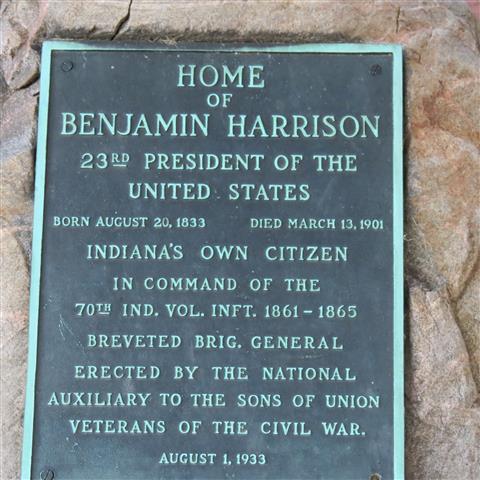 HOME
OF
BENJAMIN HARRISON
23RD PRESIDENT OF THE
UNITED STATES
BORN AUGUST 20, 1833 DIED MARCH 13, 1901
INDIANA'S OWN CITIZEN
IN COMMAND OF THE
70TH IND. VOL. INFT. 1861-1865
BREVETED BRIG. GENERAL
ERECTED BY THE NATIONAL
AUXILIARY TO THE SONS OF UNION
VETERANS OF THE CIVIL WAR.
AUGUST 1, 1933